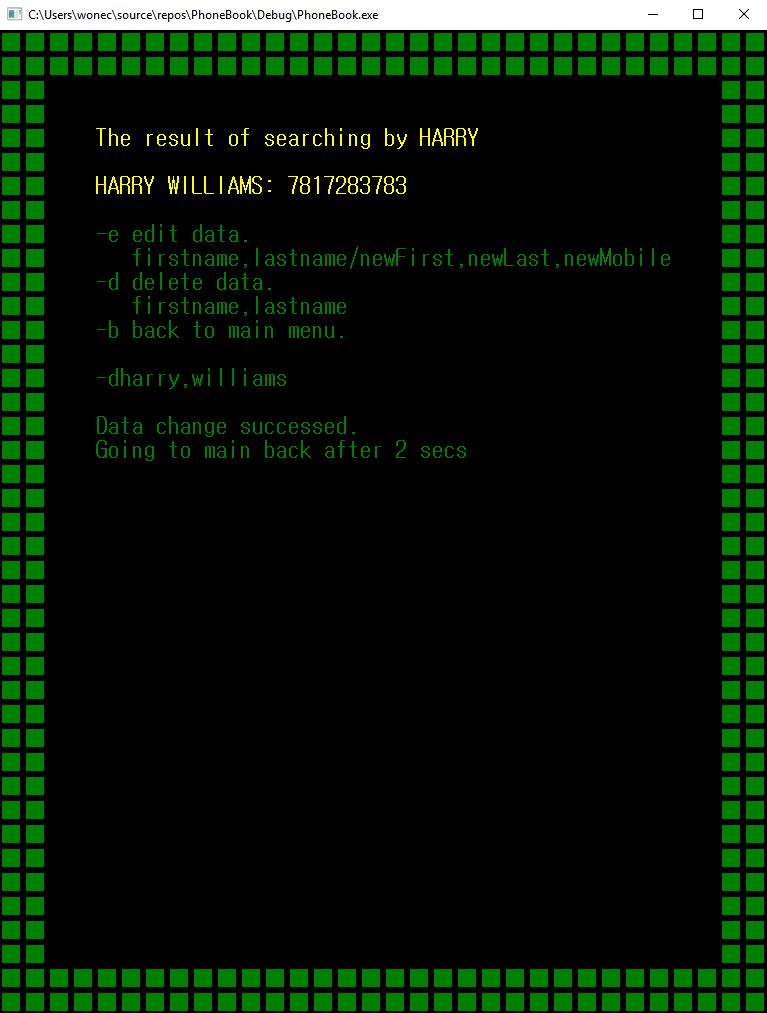 C:\Users\wonec\source\repos\PhoneBook\Debug\PhoneBook.exe
The result of searching by HARRY
HARRY WILLIAMS: 7817283783
-e edit data.
firstname,lastname/newFirst,newLast,newMobile
-d delete data.
firstname,lastname
-b back to main menu.
-dharry,williams
Data change successed.
Going to main back after 2 secs